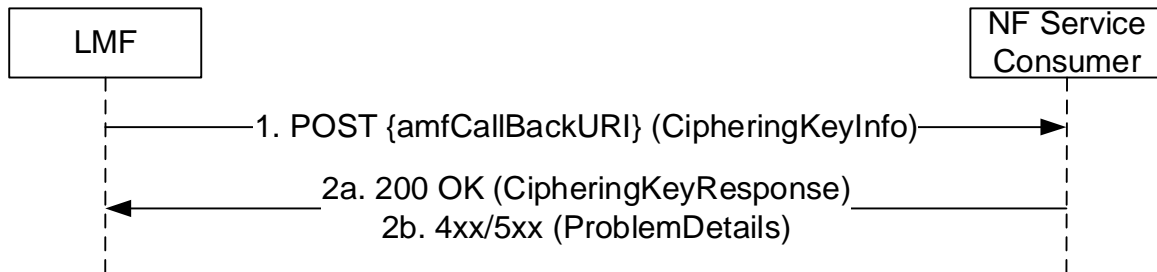 LMF
NF Service
Consumer
1. POST {amfCallBackURI} (CipheringKeyInfo)
2a. 200 OK (CipheringKeyResponse)
2b. 4xx/5xx (ProblemDetails)